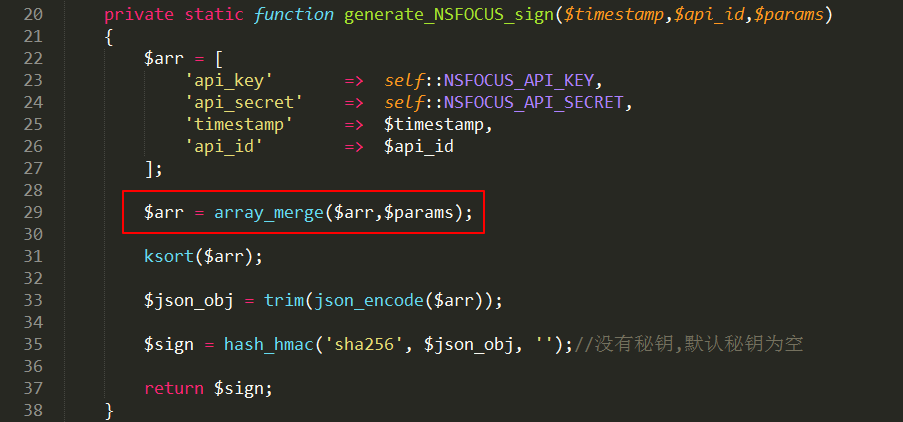 20 private static function generate_NSFOCUS_sign($timestamp,$api_id,$params)
21 {
22 $arr = [
23 'api_key' => self::NSFOCUS_API_KEY,
24 'api_secret' => self::NSFOCUS_API_SECRET,
25 'timestamp' => $timestamp,
26 'api_id' => $api_id
27 ];
28
29 $arr = array_merge($arr,$params);
30
31 ksort($arr);
32
33 $json_obj = trim(json_encode($arr));
34
35 $sign = hash_hmac('sha256', $json_obj, '');//没有秘钥,默认秘钥为空
36
37 return $sign;
38 }